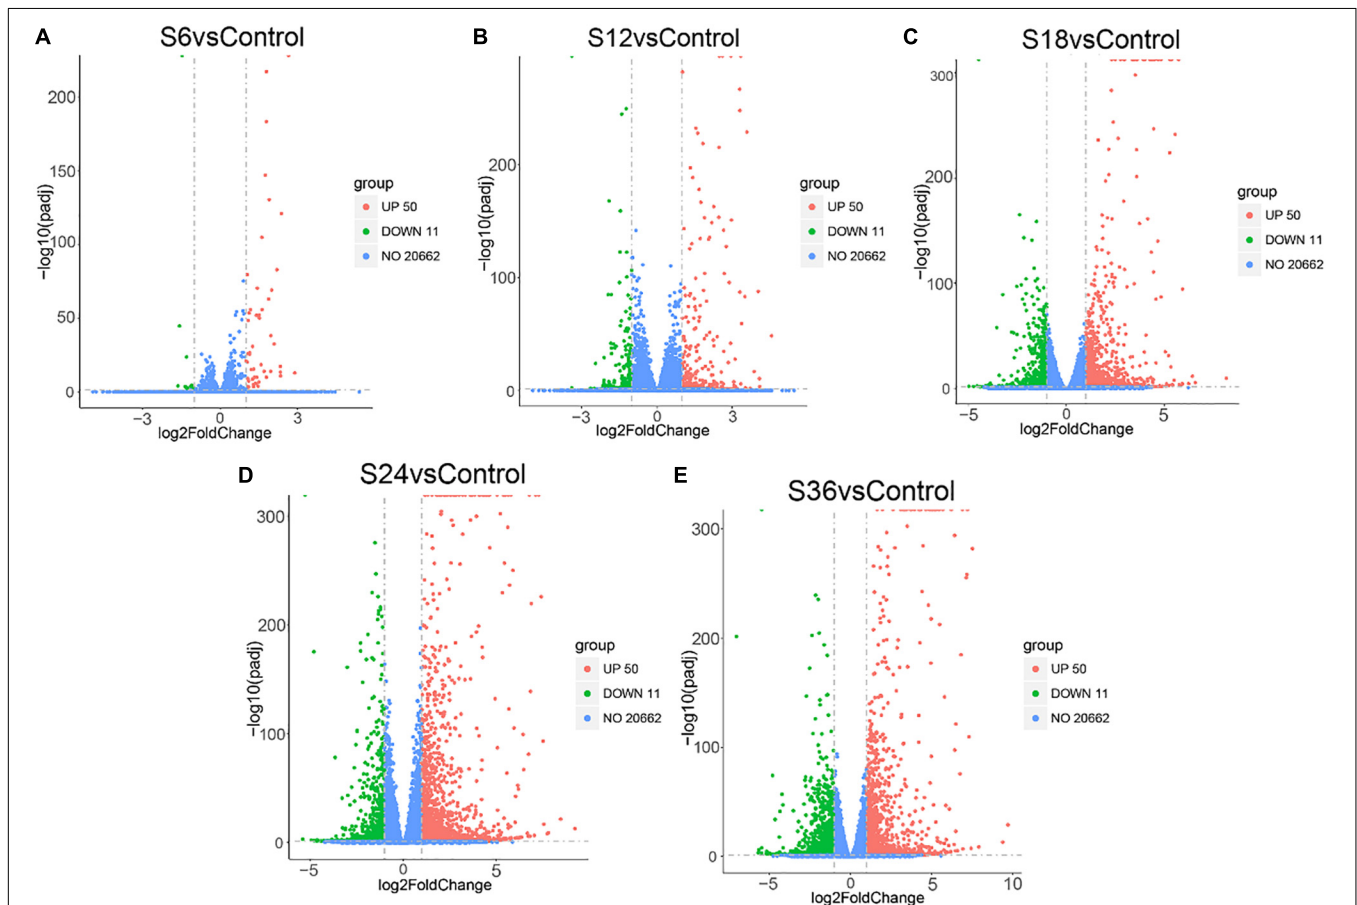 A
S6vsControl
200
150
100
50
0
−log10(padj)
−3
0
3
log2FoldChange
group
UP 50
DOWN 11
NO 20662
B
S12vsControl
200
100
0
−log10(padj)
−3
0
3
log2FoldChange
group
UP 50
DOWN 11
NO 20662
C
S18vsControl
300
200
100
0
−log10(padj)
−5
0
5
log2FoldChange
group
UP 50
DOWN 11
NO 20662
D
S24vsControl
300
200
100
0
−log10(padj)
−5
0
5
log2FoldChange
group
UP 50
DOWN 11
NO 20662
E
S36vsControl
300
200
100
0
−log10(padj)
−5
0
5
10
log2FoldChange
group
UP 50
DOWN 11
NO 20662